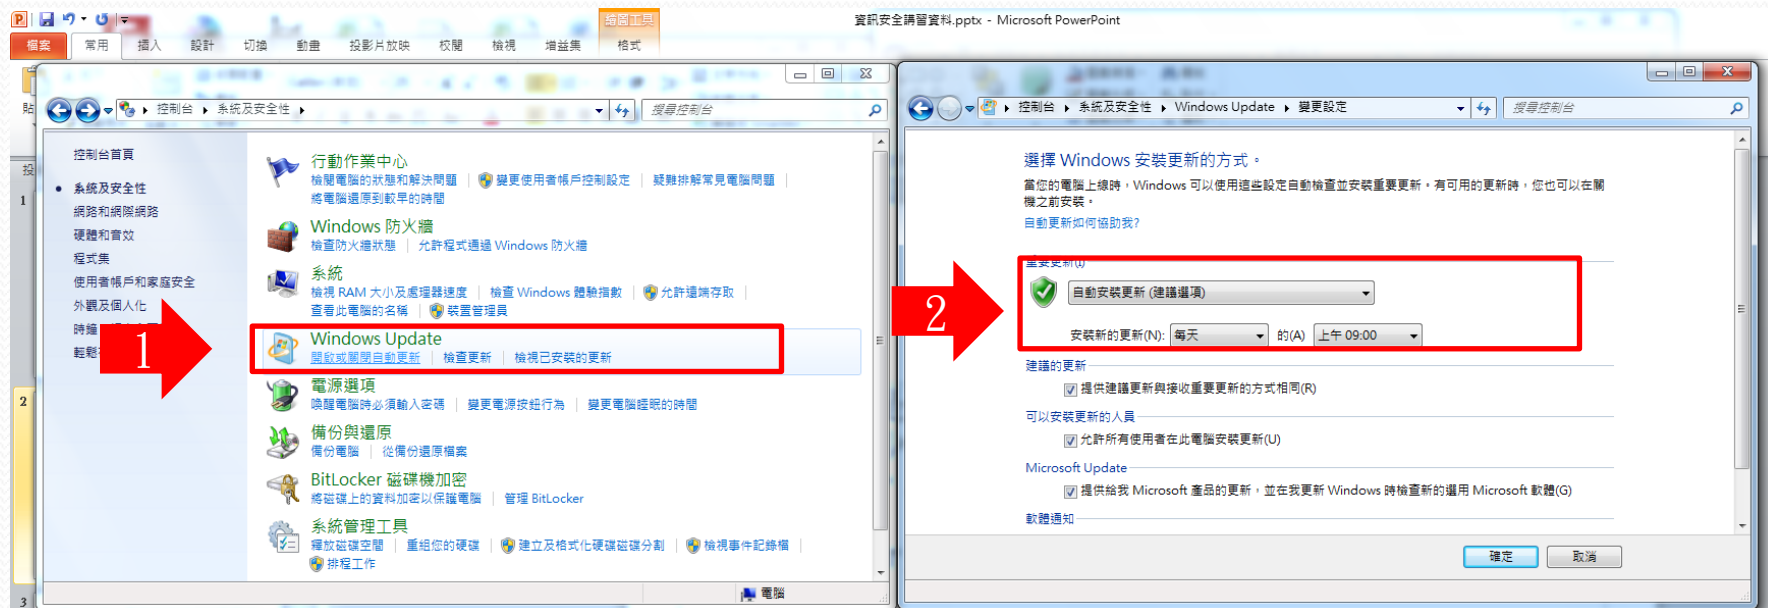 資訊安全講習資料.pptx - Microsoft PowerPoint
繪圖工具
檔案 常用 插入 設計 切換 動畫 投影片放映 校閱 檢視 增益集 格式
貼
投
1
2
3
控制台 系統及安全性
搜尋控制台
控制台首頁
系統及安全性
網路和網際網路
硬體和音效
程式集
使用者帳戶和家庭安全
外觀及個人化
時鐘
輕鬆
1
行動作業中心
檢閱電腦的狀態和解決問題 變更使用者帳戶控制設定 疑難排解常見電腦問題
將電腦還原到較早的時間
Windows 防火牆
檢查防火牆狀態 允許程式通過 Windows 防火牆
系統
檢視 RAM 大小及處理器速度 檢查 Windows 體驗指數 允許遠端存取
查看此電腦的名稱 裝置管理員
Windows Update
開啟或關閉自動更新 檢查更新 檢視已安裝的更新
電源選項
喚醒電腦時必須輸入密碼 變更電源按鈕行為 變更電腦睡眠的時間
備份與還原
備份電腦 從備份還原檔案
BitLocker 磁碟機加密
將磁碟上的資料加密以保護電腦 管理 BitLocker
系統管理工具
釋放磁碟空間 重組您的硬碟 建立及格式化硬碟磁碟分割 檢視事件記錄檔
排程工作
電腦
控制台 系統及安全性 Windows Update 變更設定
搜尋控制台
選擇 Windows 安裝更新的方式。
當您的電腦上線時，Windows 可以使用這些設定自動檢查並安裝重要更新。有可用的更新時，您也可以在關
機之前安裝。
自動更新如何協助我?
重要更新(I)
2
自動安裝更新 (建議選項)
安裝新的更新(N): 每天 的(A) 上午 09:00
建議的更新
提供建議更新與接收重要更新的方式相同(R)
可以安裝更新的人員
允許所有使用者在此電腦安裝更新(U)
Microsoft Update
提供給我 Microsoft 產品的更新，並在我更新 Windows 時檢查新的選用 Microsoft 軟體(G)
軟體通知
確定 取消